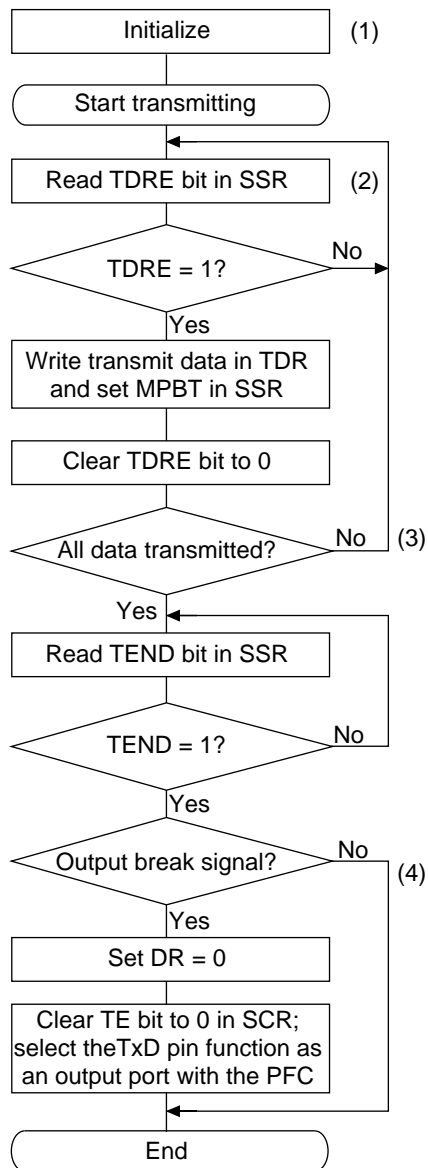 Initialize (1)
Start transmitting
Read TDRE bit in SSR (2)
TDRE = 1? No
Yes
Write transmit data in TDR
and set MPBT in SSR
Clear TDRE bit to 0
All data transmitted? No (3)
Yes
Read TEND bit in SSR
TEND = 1? No
Yes
Output break signal? No (4)
Yes
Set DR = 0
Clear TE bit to 0 in SCR;
select theTxD pin function as
an output port with the PFC
End